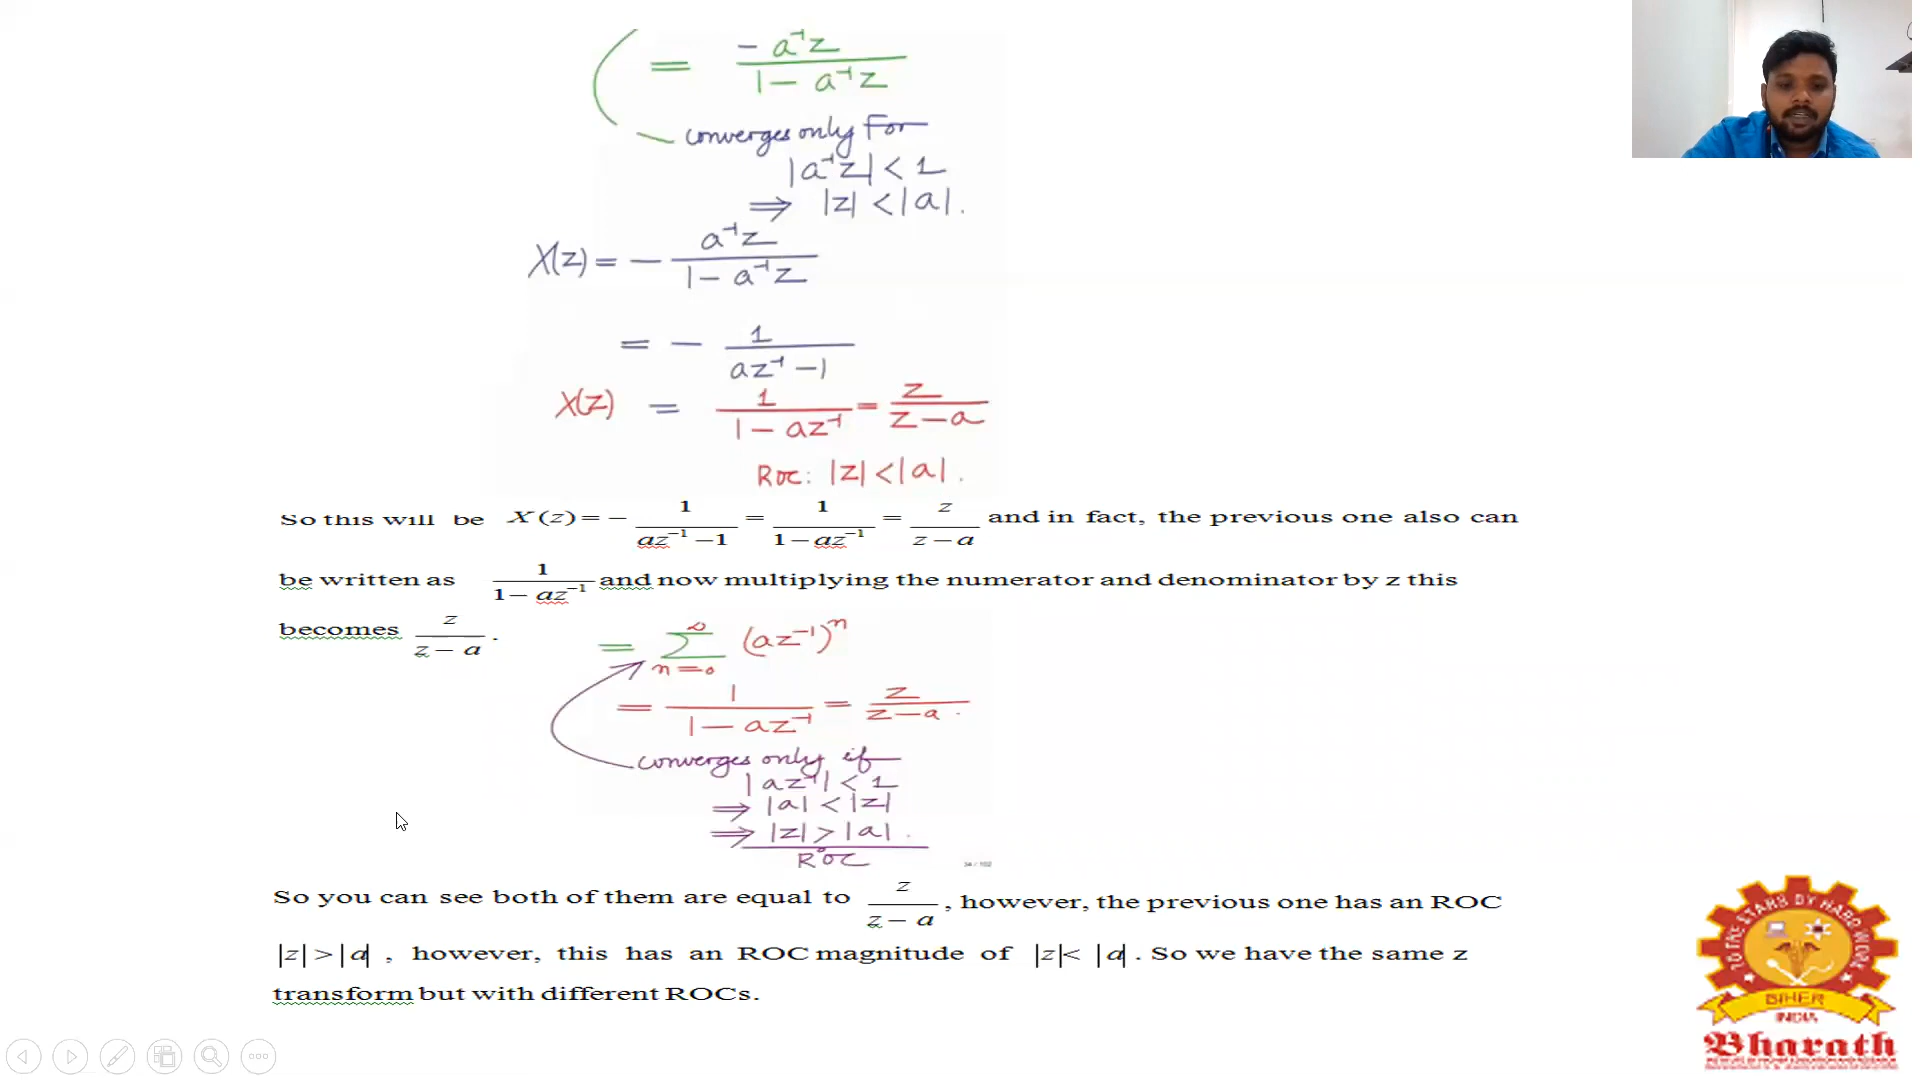 = - a⁻¹z / 1 - a⁻¹z
converges only for
|a⁻¹z| < 1
⇒ |z| < |a|.
X(z) = - a⁻¹z / 1 - a⁻¹z
= - 1 / az⁻¹ - 1
X(z) = 1 / 1 - az⁻¹ = z / z - a
ROC: |z| < |a|.
So this will be X(z) = - 1 / az⁻¹ - 1 = 1 / 1 - az⁻¹ = z / z - a and in fact, the previous one also can
be written as 1 / 1 - az⁻¹ and now multiplying the numerator and denominator by z this
becomes z / z - a .
= ∑ n=0 ∞ (az⁻¹)ⁿ
= 1 / 1 - az⁻¹ = z / z - a .
converges only if
|az⁻¹| < 1
⇒ |a| < |z|
⇒ |z| > |a|.
ROC
34 / 102
So you can see both of them are equal to z / z - a , however, the previous one has an ROC
|z| > |a| , however, this has an ROC magnitude of |z| < |a| . So we have the same z
transform but with different ROCs.
BIHER
INDIA
Bharath